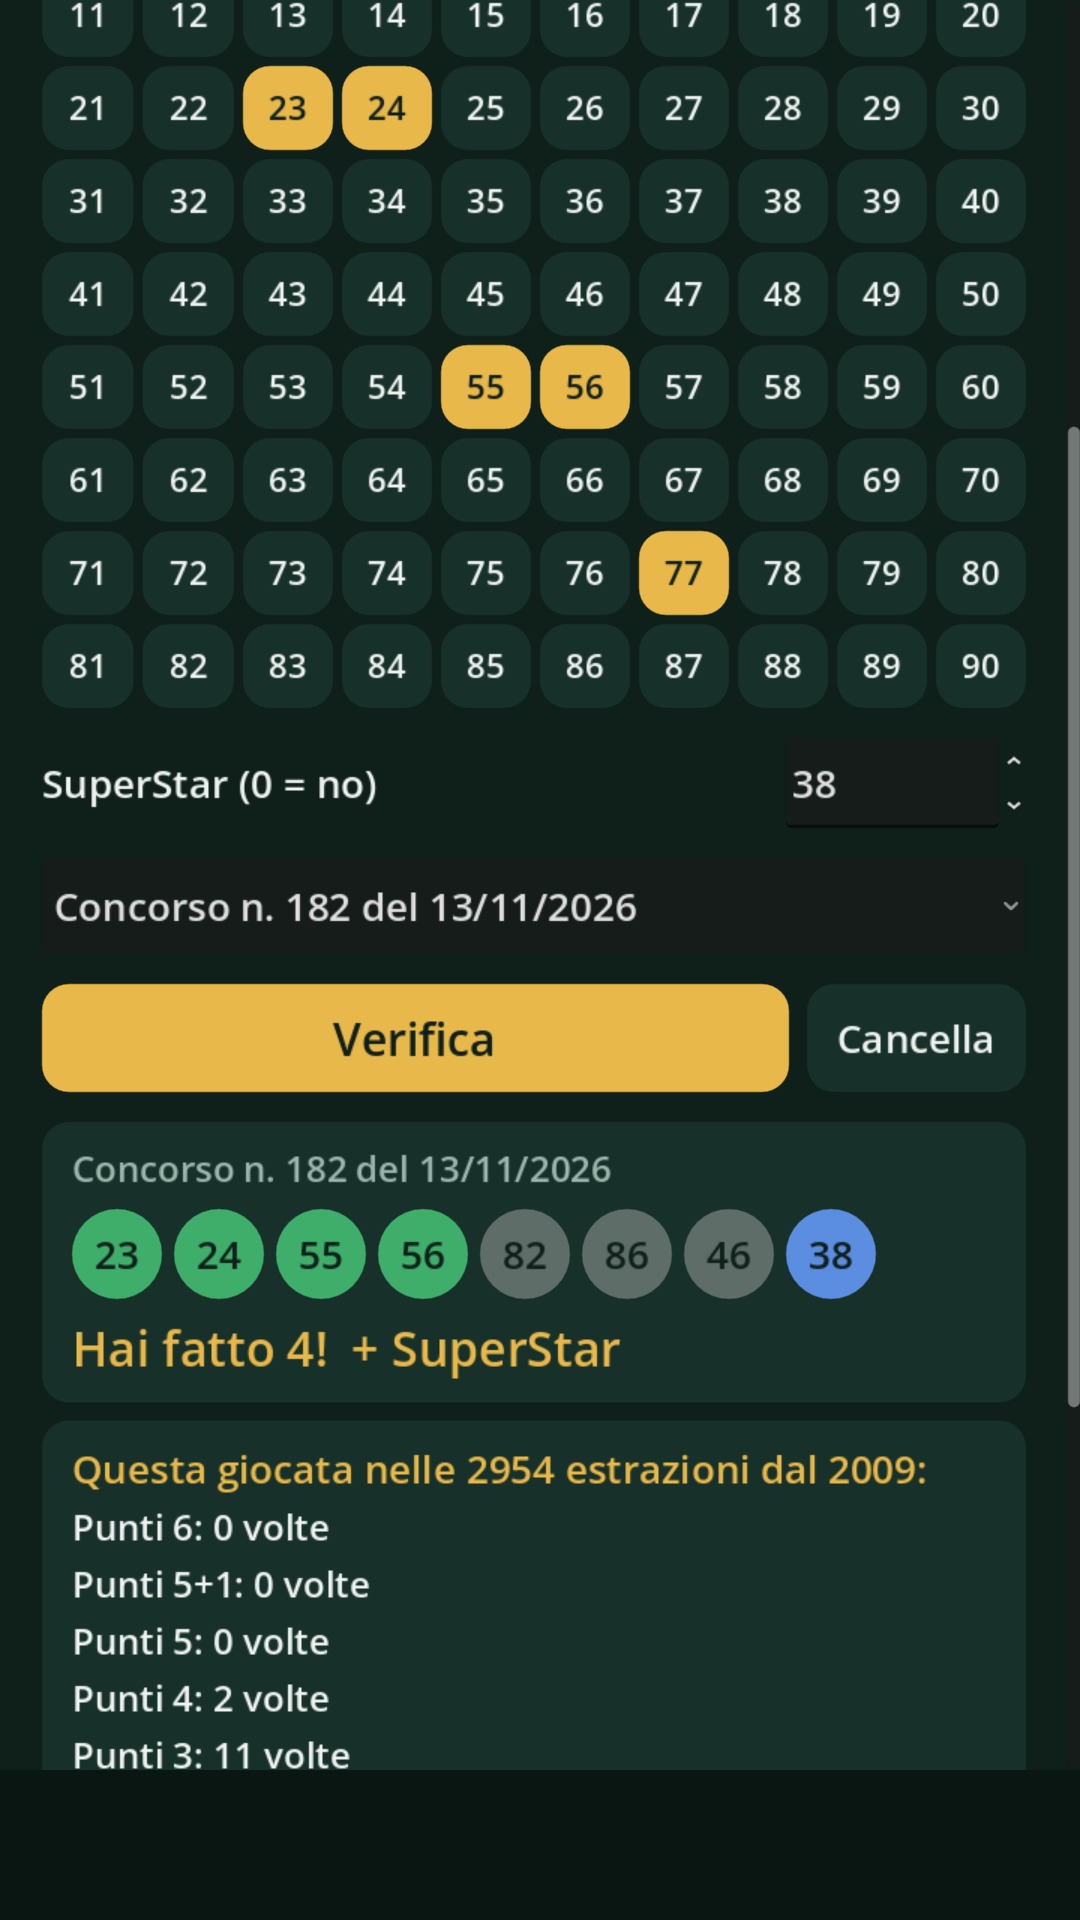 11 12 13 14 15 16 17 18 19 20
21 22 23 24 25 26 27 28 29 30
31 32 33 34 35 36 37 38 39 40
41 42 43 44 45 46 47 48 49 50
51 52 53 54 55 56 57 58 59 60
61 62 63 64 65 66 67 68 69 70
71 72 73 74 75 76 77 78 79 80
81 82 83 84 85 86 87 88 89 90
SuperStar (0 = no) 38
Concorso n. 182 del 13/11/2026
Verifica Cancella
Concorso n. 182 del 13/11/2026
23 24 55 56 82 86 46 38
Hai fatto 4! + SuperStar
Questa giocata nelle 2954 estrazioni dal 2009:
Punti 6: 0 volte
Punti 5+1: 0 volte
Punti 5: 0 volte
Punti 4: 2 volte
Punti 3: 11 volte